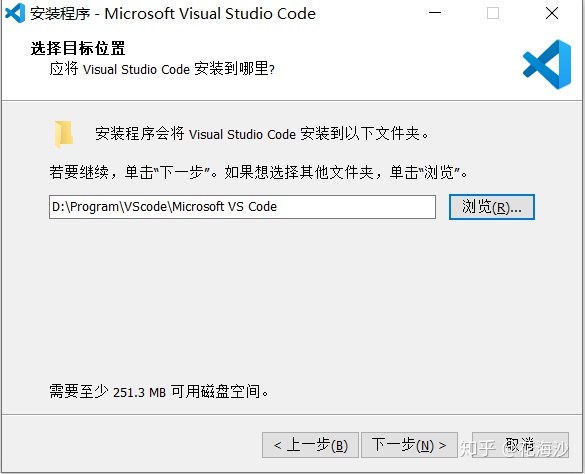 安装程序 - Microsoft Visual Studio Code
选择目标位置
应将 Visual Studio Code 安装到哪里?
安装程序会将 Visual Studio Code 安装到以下文件夹。
若要继续，单击“下一步”。如果想选择其他文件夹，单击“浏览”。
D:\Program\VScode\Microsoft VS Code
浏览(R)...
需要至少 251.3 MB 可用磁盘空间。
< 上一步(B)
下一步(N) >
取消
知乎 @花海沙